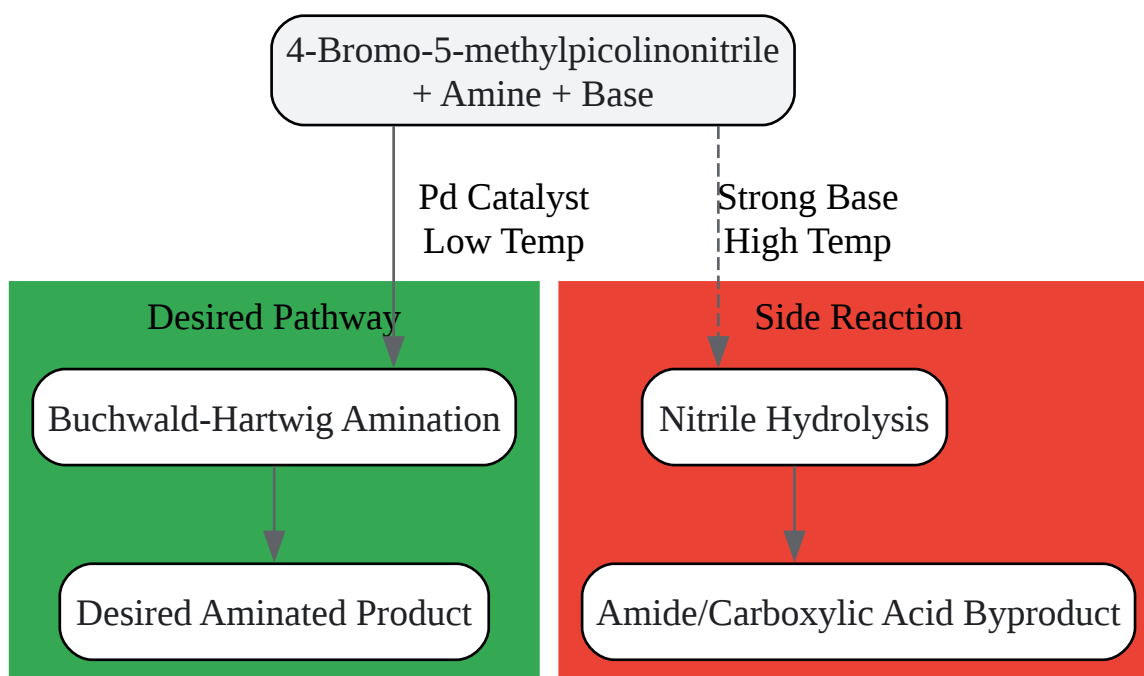 4-Bromo-5-methylpicolinonitrile
+ Amine + Base
Pd Catalyst
Low Temp
Strong Base
High Temp
Desired Pathway
Side Reaction
Buchwald-Hartwig Amination
Nitrile Hydrolysis
Desired Aminated Product
Amide/Carboxylic Acid Byproduct